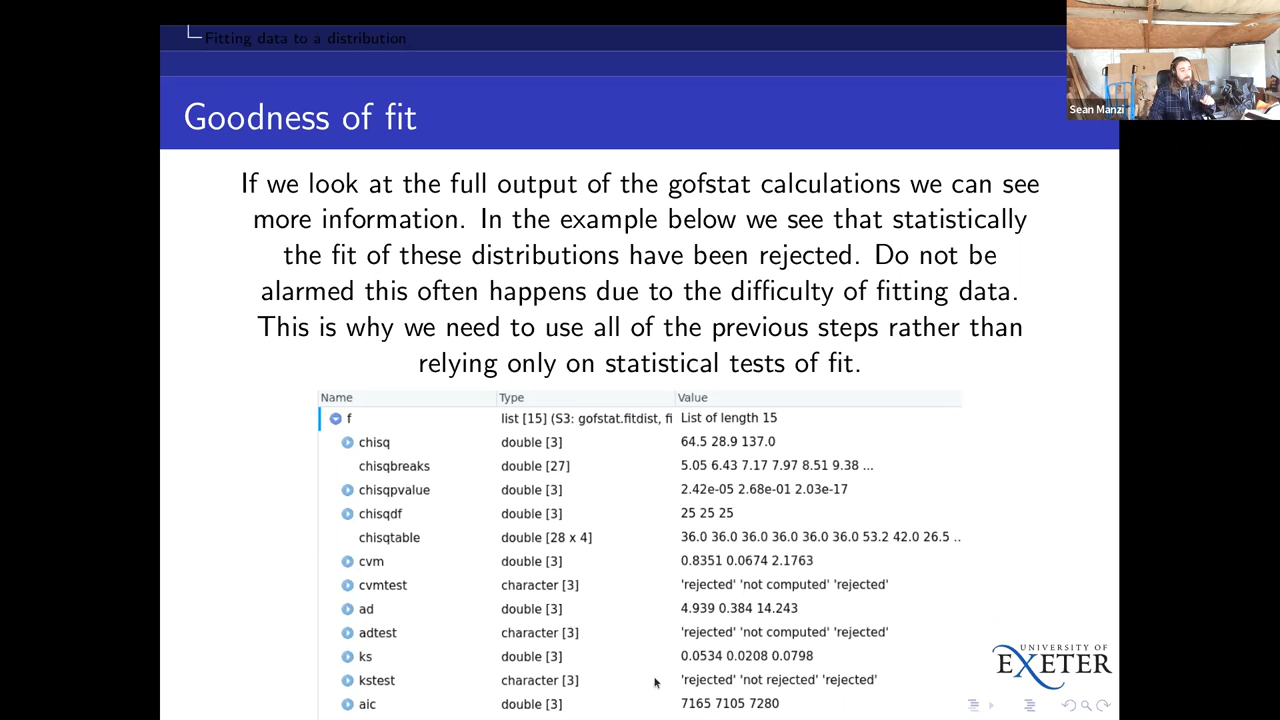 Fitting data to a distribution
Sean Manzi
Goodness of fit
If we look at the full output of the gofstat calculations we can see
more information. In the example below we see that statistically
the fit of these distributions have been rejected. Do not be
alarmed this often happens due to the difficulty of fitting data.
This is why we need to use all of the previous steps rather than
relying only on statistical tests of fit.
Name Type Value
f list [15] (S3: gofstat.fitdist, fi List of length 15
chisq double [3] 64.5 28.9 137.0
chisqbreaks double [27] 5.05 6.43 7.17 7.97 8.51 9.38 ...
chisqpvalue double [3] 2.42e-05 2.68e-01 2.03e-17
chisqdf double [3] 25 25 25
chisqtable double [28 x 4] 36.0 36.0 36.0 36.0 36.0 36.0 53.2 42.0 26.5 ..
cvm double [3] 0.8351 0.0674 2.1763
cvmtest character [3] 'rejected' 'not computed' 'rejected'
ad double [3] 4.939 0.384 14.243
adtest character [3] 'rejected' 'not computed' 'rejected'
ks double [3] 0.0534 0.0208 0.0798
kstest character [3] 'rejected' 'not rejected' 'rejected'
aic double [3] 7165 7105 7280
UNIVERSITY OF
EXETER